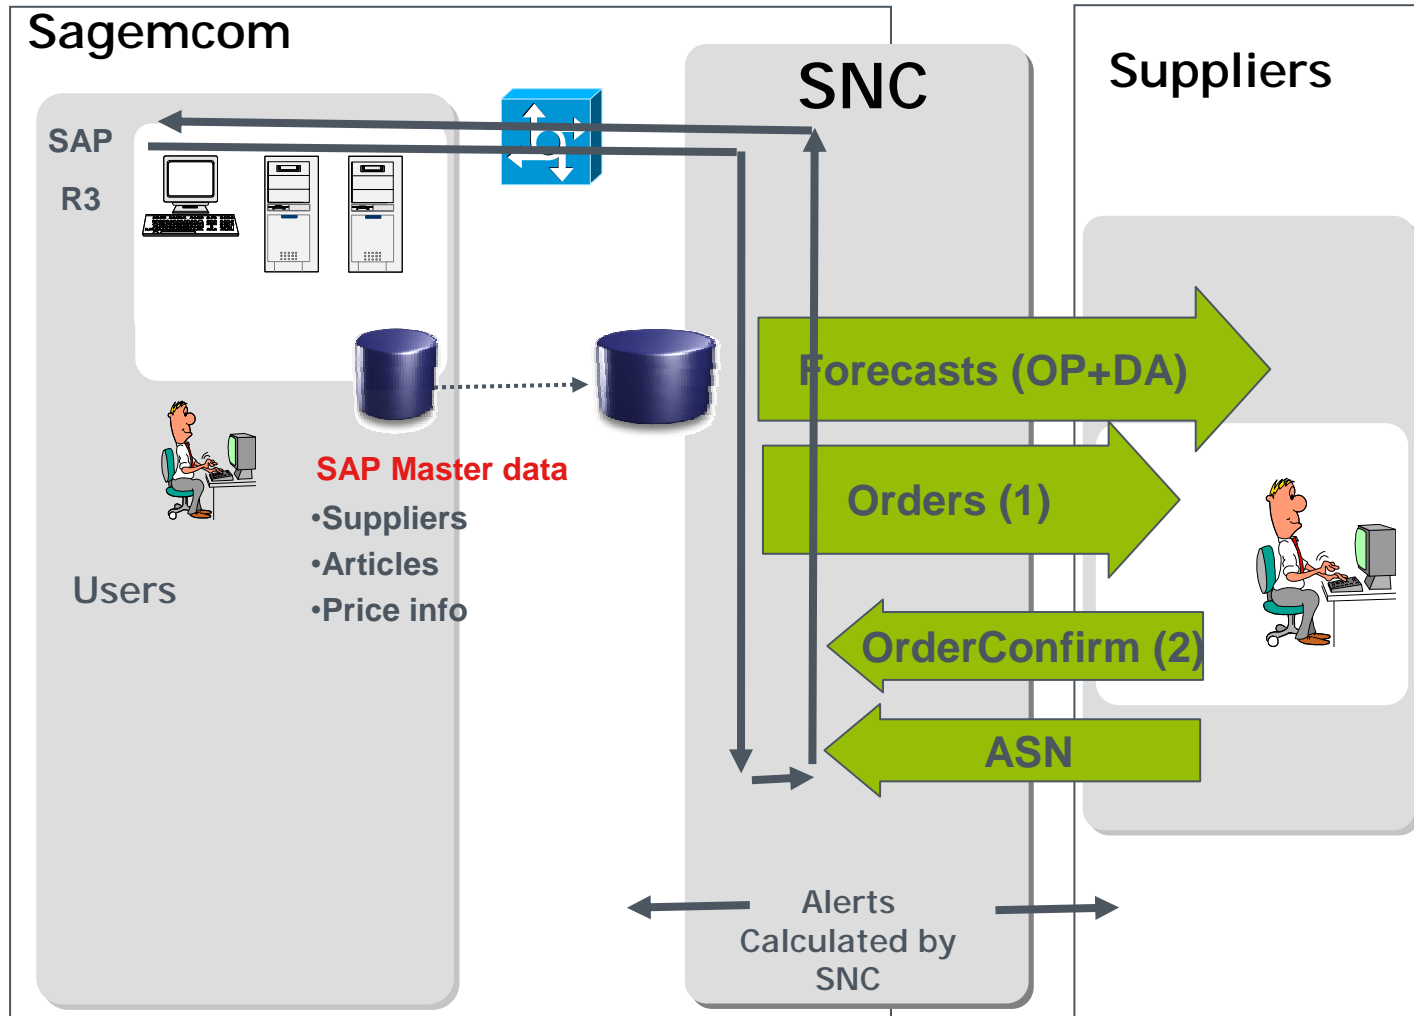 Sagemcom
SNC
Suppliers
SAP
R3
Forecasts (OP+DA)
SAP Master data
•Suppliers
•Articles
•Price info
Orders (1)
Users
OrderConfirm (2)
ASN
Alerts
Calculated by
SNC